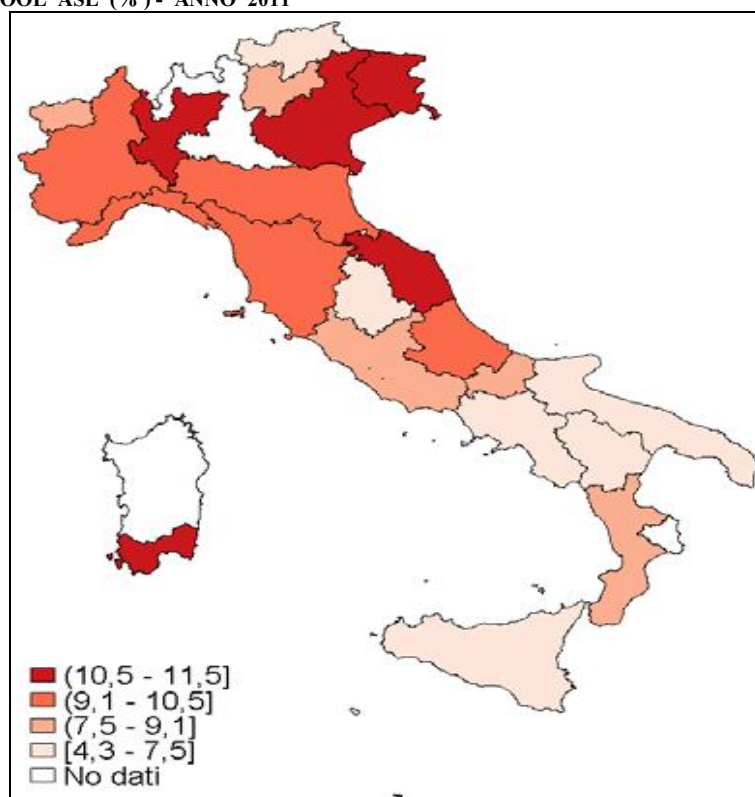 POOL ASL (%) - ANNO 2011
(10,5 - 11,5]
(9,1 - 10,5]
(7,5 - 9,1]
[4,3 - 7,5]
No dati